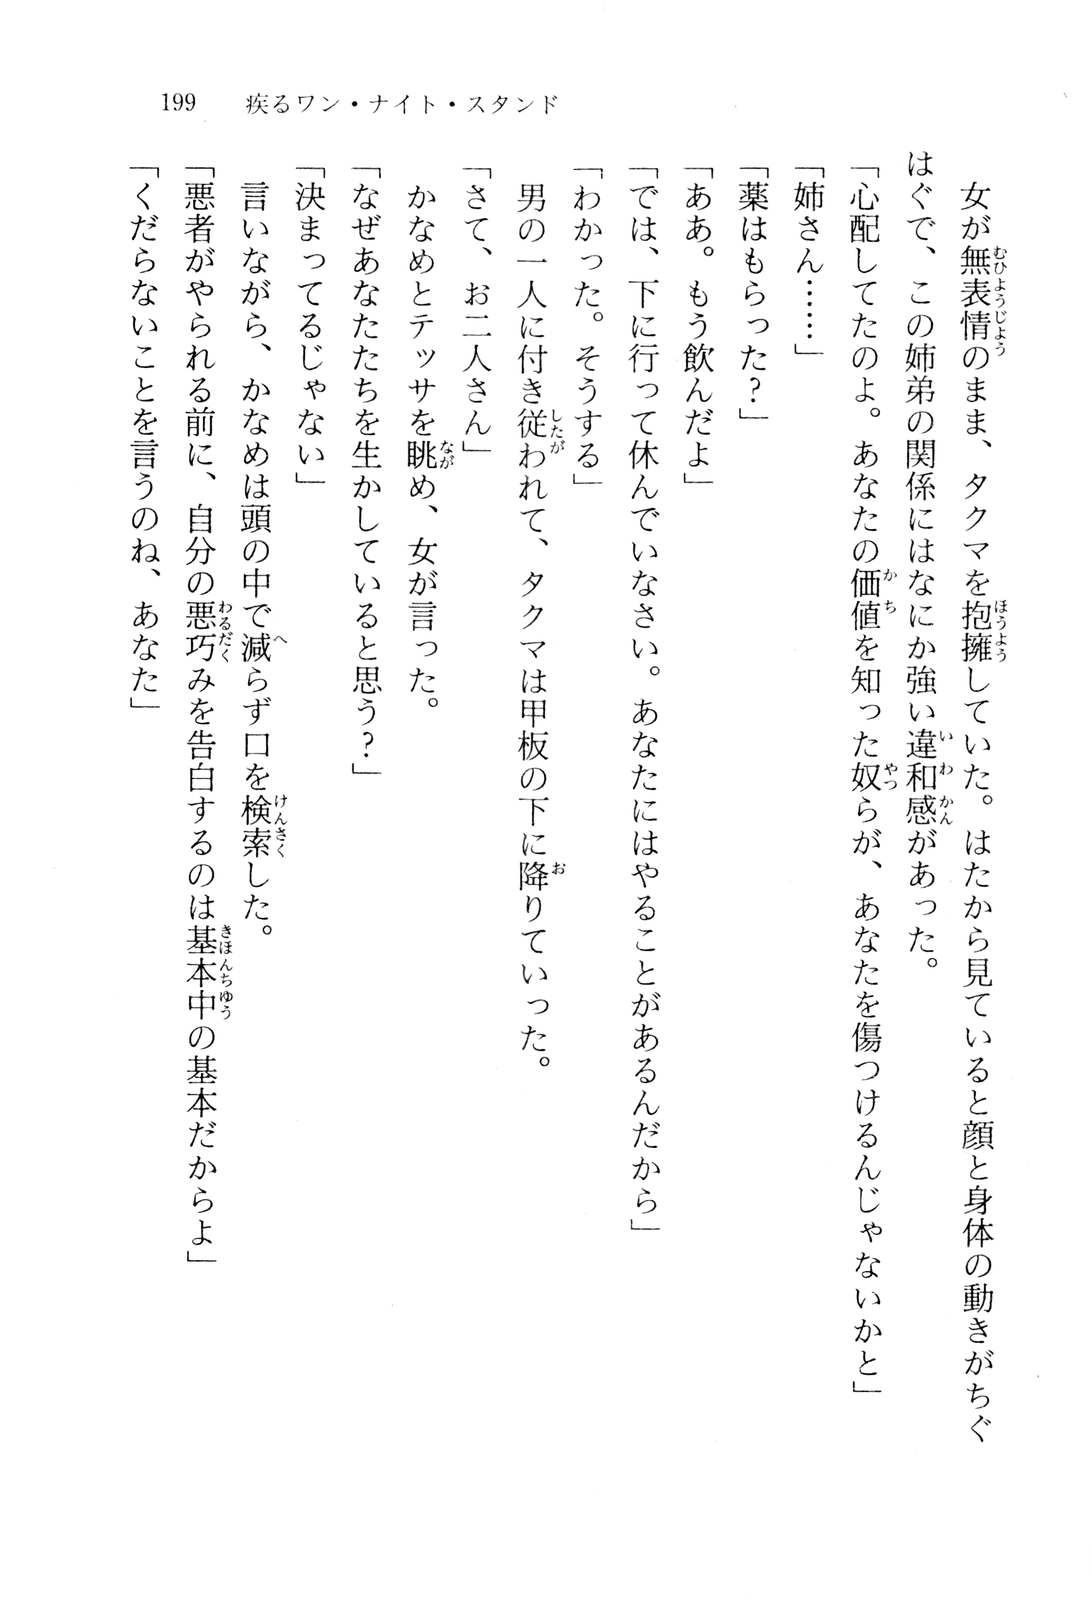 199　疾るワン・ナイト・スタンド
　女が無表情のまま、タクマを抱擁していた。はたから見ていると顔と身体の動きがちぐ
はぐで、この姉弟の関係にはなにか強い違和感があった。
「心配してたのよ。あなたの価値を知った奴らが、あなたを傷つけるんじゃないかと」
「姉さん……」
「薬はもらった？」
「ああ。もう飲んだよ」
「では、下に行って休んでいなさい。あなたにはやることがあるんだから」
「わかった。そうする」
　男の一人に付き従われて、タクマは甲板の下に降りていった。
「さて、お二人さん」
　かなめとテッサを眺め、女が言った。
「なぜあなたたちを生かしていると思う？」
「決まってるじゃない」
　言いながら、かなめは頭の中で減らず口を検索した。
「悪者がやられる前に、自分の悪巧みを告白するのは基本中の基本だからよ」
「くだらないことを言うのね、あなた」